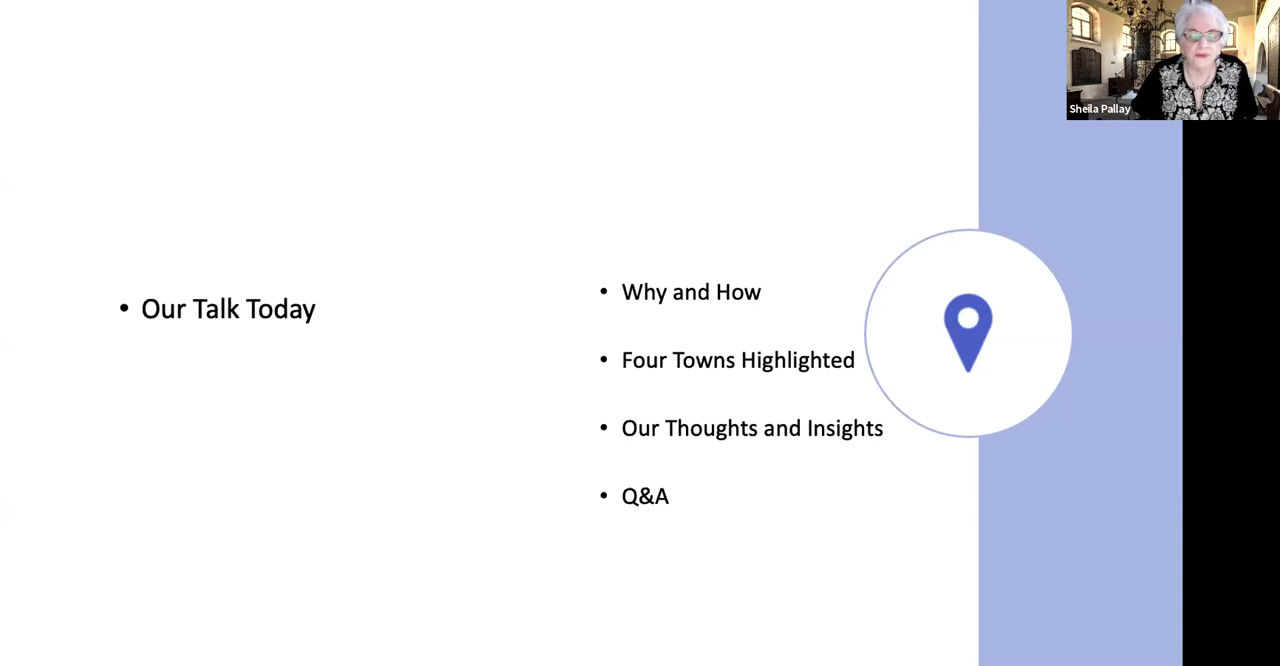 Sheila Pallay
• Our Talk Today
• Why and How
• Four Towns Highlighted
• Our Thoughts and Insights
• Q&A